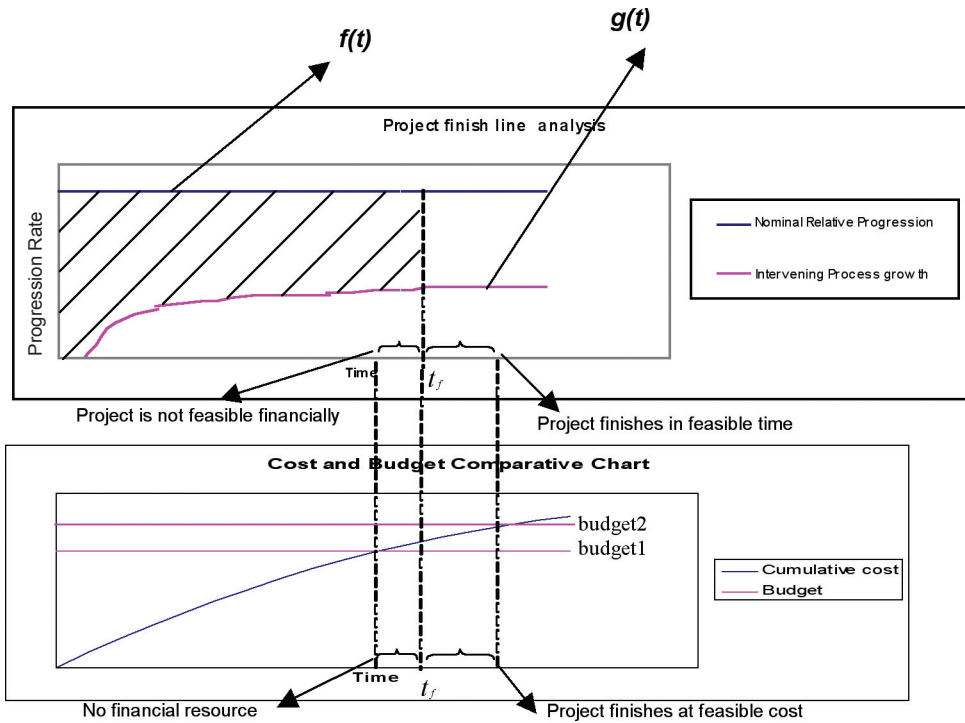 f(t)
g(t)
Project finish line analysis
Progression Rate
Nominal Relative Progression
Intervening Process growth
Time
t_f
Project is not feasible financially
Project finishes in feasible time
Cost and Budget Comparative Chart
budget2
budget1
Cumulative cost
Budget
Time
t_f
No financial resource
Project finishes at feasible cost